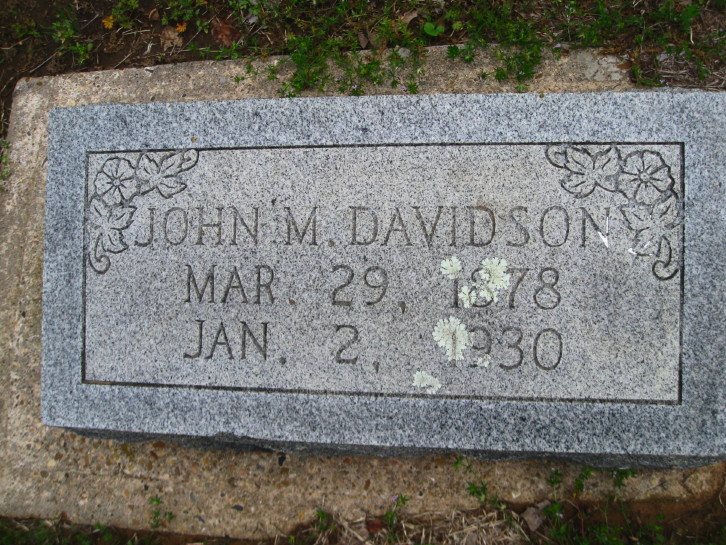 JOHN M. DAVIDSON
MAR. 29, 1878
JAN. 2, 1930